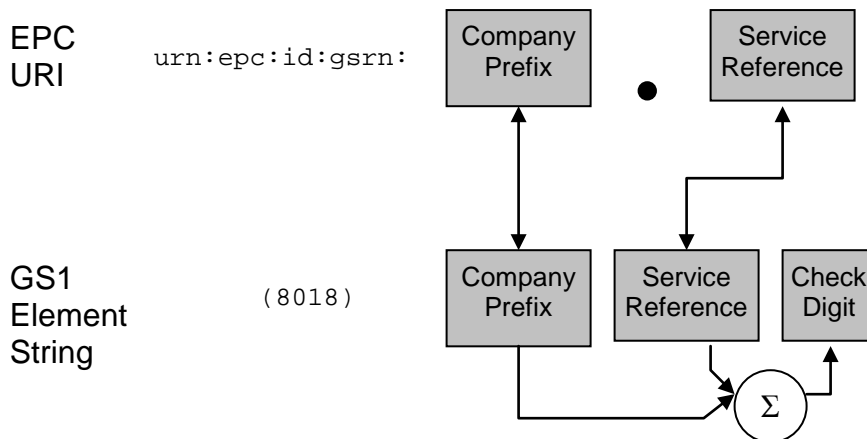 EPC
URI
urn:epc:id:gsrn:
Company
Prefix
•
Service
Reference
GS1
Element
String
(8018)
Company
Prefix
Service
Reference
Check
Digit
Σ